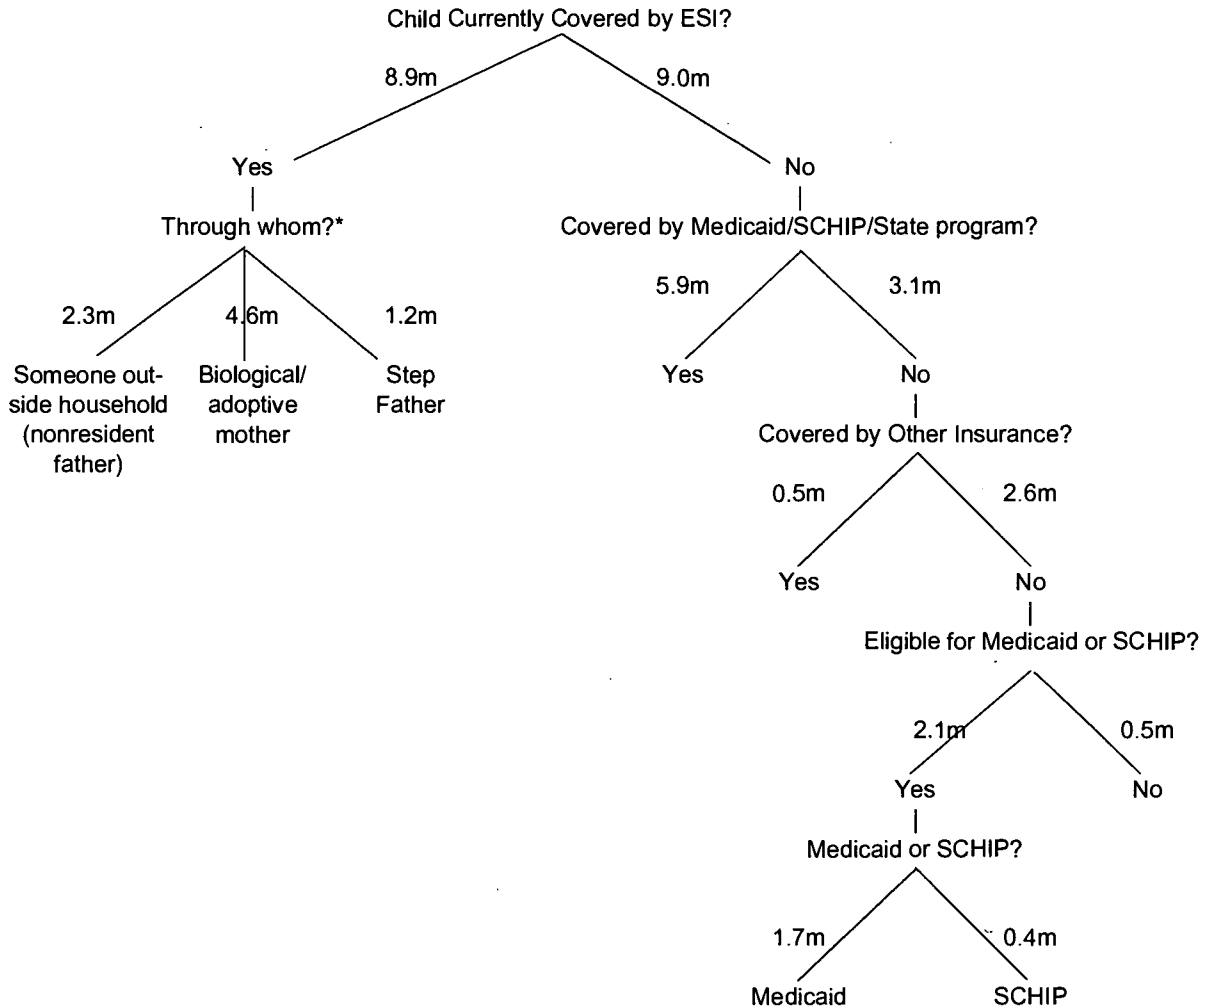 Child Currently Covered by ESI?
8.9m
9.0m
Yes
No
Through whom?*
Covered by Medicaid/SCHIP/State program?
2.3m
4.6m
1.2m
5.9m
3.1m
Someone out-
side household
(nonresident
father)
Biological/
adoptive
mother
Step
Father
Yes
No
Covered by Other Insurance?
0.5m
2.6m
Yes
No
Eligible for Medicaid or SCHIP?
2.1m
0.5m
Yes
No
Medicaid or SCHIP?
1.7m
0.4m
Medicaid
SCHIP